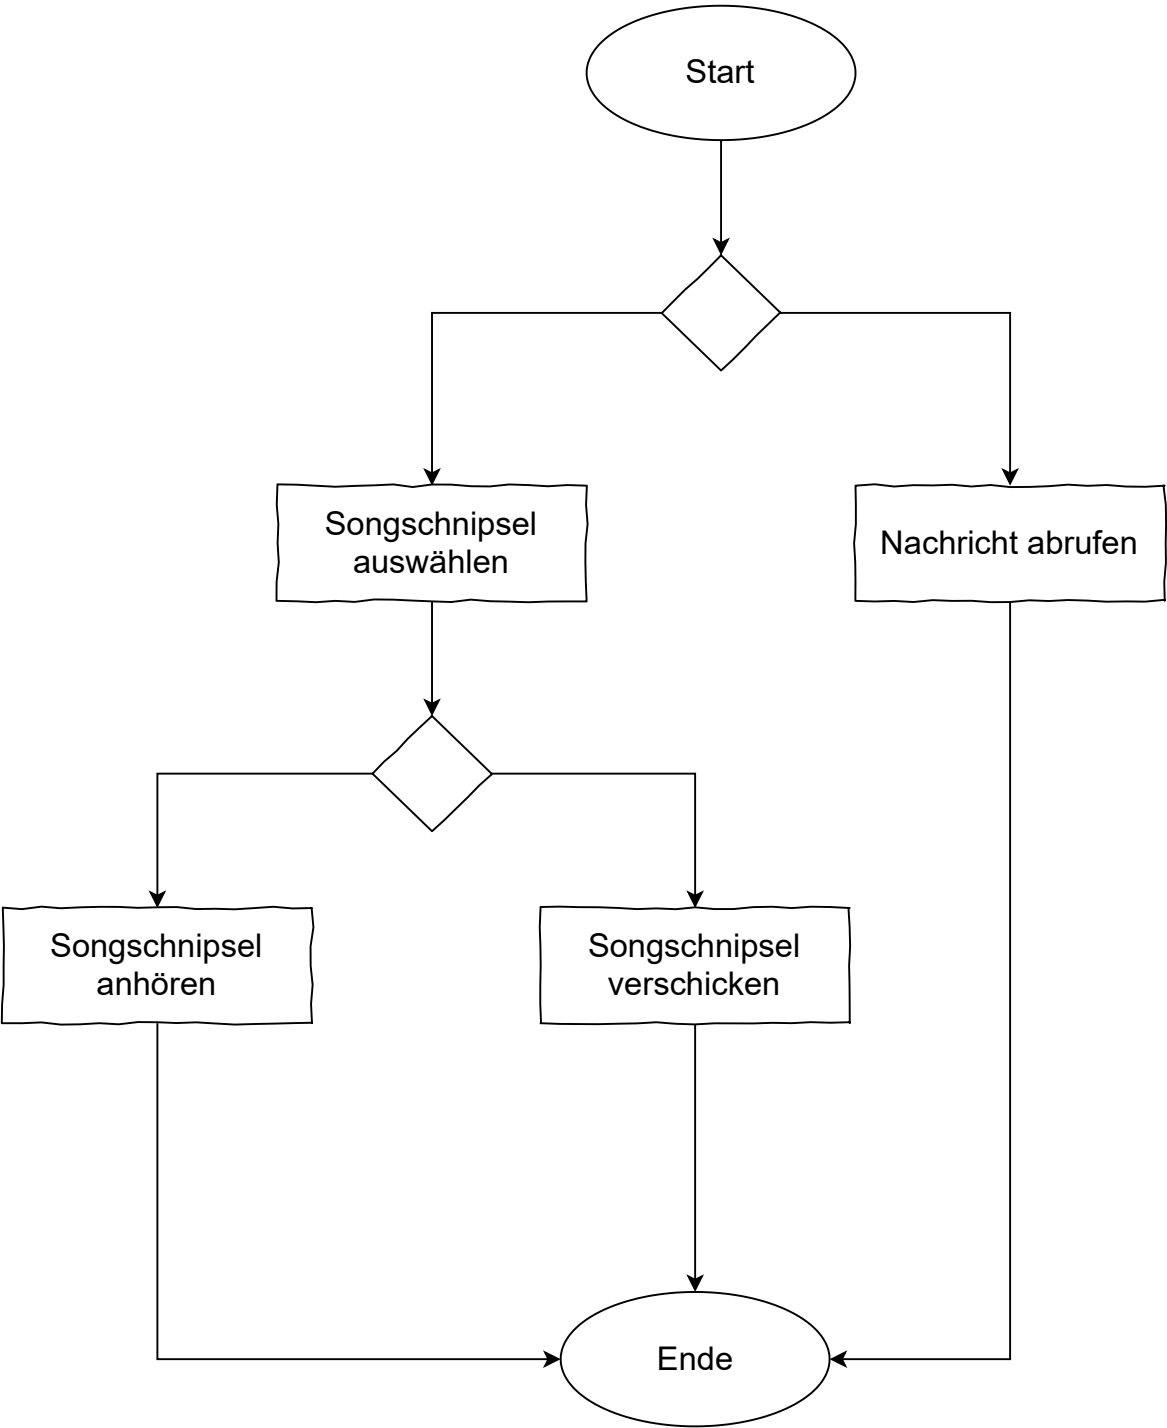 Start
Songschnipsel
auswählen
Nachricht abrufen
Songschnipsel
anhören
Songschnipsel
verschicken
Ende